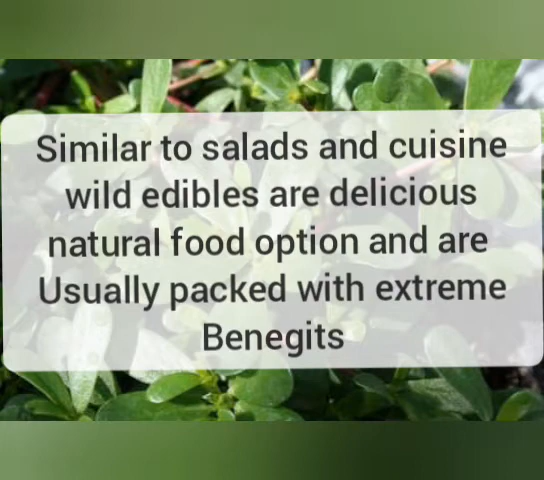 Similar to salads and cuisine
wild edibles are delicious
natural food option and are
Usually packed with extreme
Benegits